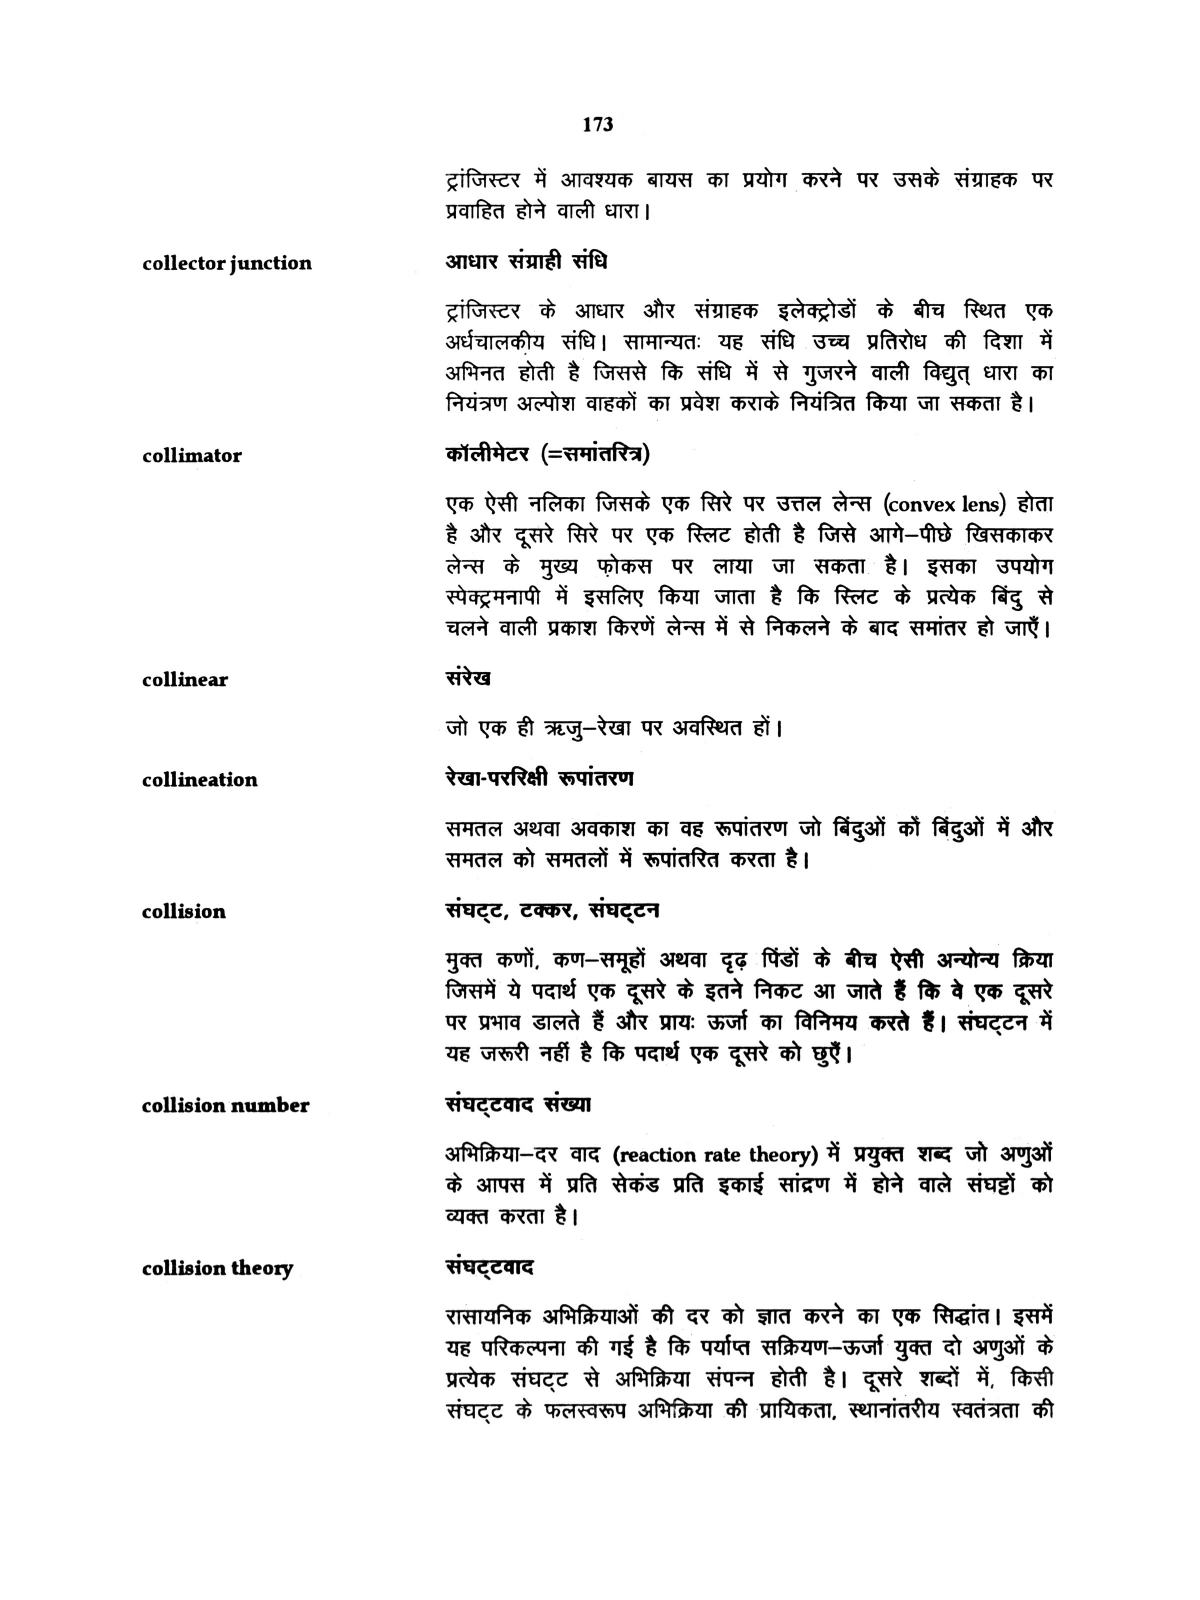 173
ट्रांजिस्टर में आवश्यक बायस का प्रयोग करने पर उसके संग्राहक पर
प्रवाहित होने वाली धारा।
collector junction आधार संग्राही संधि
ट्रांजिस्टर के आधार और संग्राहक इलेक्ट्रोडों के बीच स्थित एक
अर्धचालकीय संधि। सामान्यतः यह संधि उच्च प्रतिरोध की दिशा में
अभिनत होती है जिससे कि संधि में से गुजरने वाली विद्युत् धारा का
नियंत्रण अल्पोश वाहकों का प्रवेश कराके नियंत्रित किया जा सकता है।
collimator कॉलीमेटर (=समांतरित्र)
एक ऐसी नलिका जिसके एक सिरे पर उत्तल लेन्स (convex lens) होता
है और दूसरे सिरे पर एक स्लिट होती है जिसे आगे–पीछे खिसकाकर
लेन्स के मुख्य फ़ोकस पर लाया जा सकता है। इसका उपयोग
स्पेक्ट्रमनापी में इसलिए किया जाता है कि स्लिट के प्रत्येक बिंदु से
चलने वाली प्रकाश किरणें लेन्स में से निकलने के बाद समांतर हो जाएँ।
collinear संरेख
जो एक ही ऋजु–रेखा पर अवस्थित हों।
collineation रेखा-पररिक्षी रूपांतरण
समतल अथवा अवकाश का वह रूपांतरण जो बिंदुओं कों बिंदुओं में और
समतल को समतलों में रूपांतरित करता है।
collision संघट्‌ट, टक्कर, संघट्‌टन
मुक्त कणों, कण–समूहों अथवा दृढ़ पिंडों के बीच ऐसी अन्योन्य क्रिया
जिसमें ये पदार्थ एक दूसरे के इतने निकट आ जाते हैं कि वे एक दूसरे
पर प्रभाव डालते हैं और प्रायः ऊर्जा का विनिमय करते हैं। संघट्‌टन में
यह जरूरी नहीं है कि पदार्थ एक दूसरे को छुएँ।
collision number संघट्‌टवाद संख्या
अभिक्रिया–दर वाद (reaction rate theory) में प्रयुक्त शब्द जो अणुओं
के आपस में प्रति सेकंड प्रति इकाई सांद्रण में होने वाले संघट्टों को
व्यक्त करता है।
collision theory संघट्‌टवाद
रासायनिक अभिक्रियाओं की दर को ज्ञात करने का एक सिद्धांत। इसमें
यह परिकल्पना की गई है कि पर्याप्त सक्रियण–ऊर्जा युक्त दो अणुओं के
प्रत्येक संघट्‌ट से अभिक्रिया संपन्न होती है। दूसरे शब्दों में, किसी
संघट्‌ट के फलस्वरूप अभिक्रिया की प्रायिकता, स्थानांतरीय स्वतंत्रता की